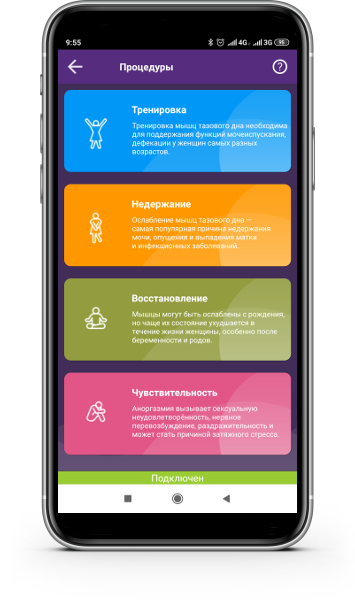 9:55
4G
3G
95
Процедуры
?
Тренировка
Тренировка мышц тазового дна необходима
для поддержания функций мочеиспускания,
дефекации у женщин самых разных
возрастов.
Недержание
Ослабление мышц тазового дна —
самая популярная причина недержания
мочи, опущения и выпадения матки
и инфекционных заболеваний.
Восстановление
Мышцы могут быть ослаблены с рождения,
но чаще их состояние ухудшается в
течение жизни женщины, особенно после
беременности и родов.
Чувствительность
Аноргазмия вызывает сексуальную
неудовлетворённость, нервное
перевозбуждение, раздражительность и
может стать причиной затяжного стресса.
Подключен